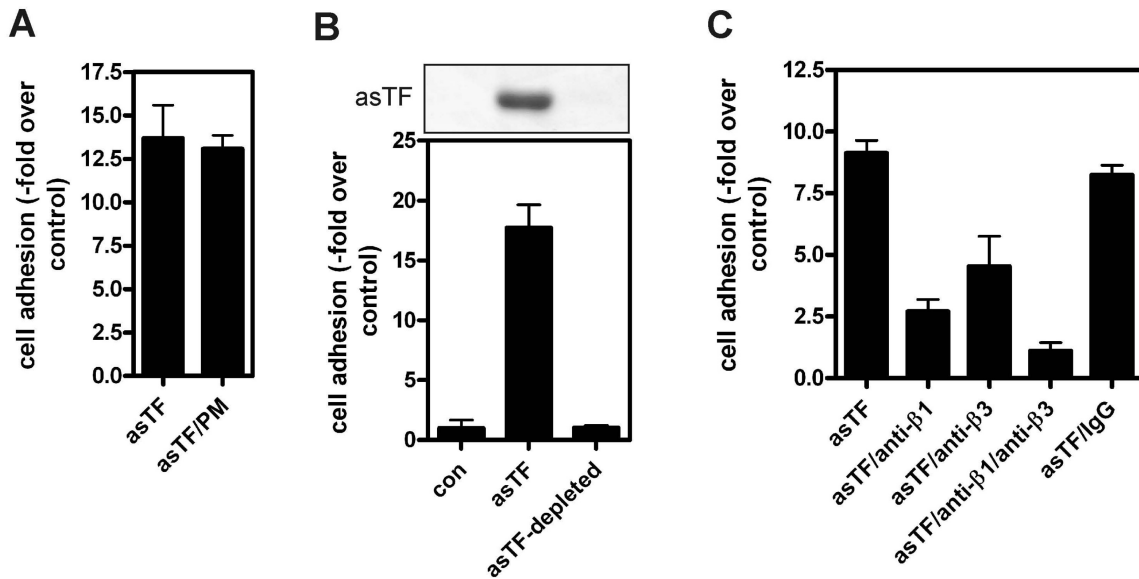 A
cell adhesion (-fold over
control)
17.5
15.0
12.5
10.0
7.5
5.0
2.5
0.0
asTF
asTF/PM
B
asTF
cell adhesion (-fold over
control)
25
20
15
10
5
0
con
asTF
asTF-depleted
C
cell adhesion (-fold over
control)
12.5
10.0
7.5
5.0
2.5
0.0
asTF
asTF/anti-β1
asTF/anti-β3
asTF/anti-β1/anti-β3
asTF/IgG